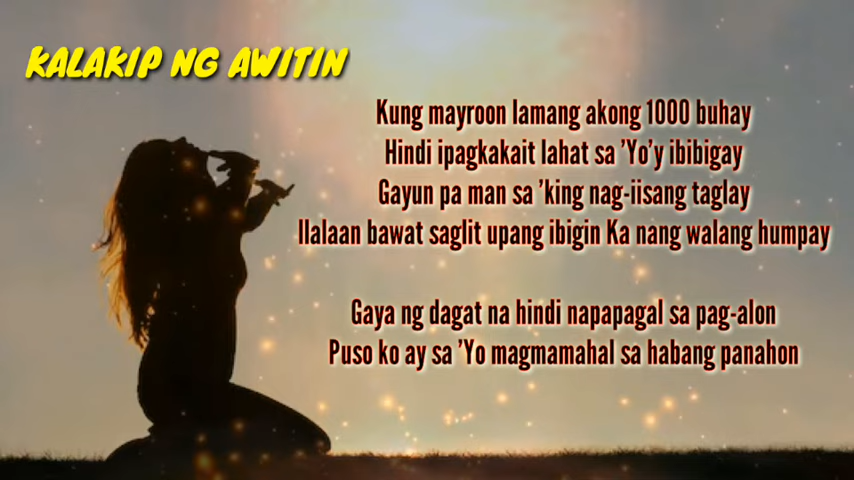 KALAKIP NG AWITIN
Kung mayroon lamang akong 1000 buhay
Hindi ipagkakait lahat sa 'Yo'y ibibigay
Gayun pa man sa 'king nag-iisang taglay
Ilalaan bawat saglit upang ibigin Ka nang walang humpay
Gaya ng dagat na hindi napapagal sa pag-alon
Puso ko ay sa 'Yo magmamahal sa habang panahon